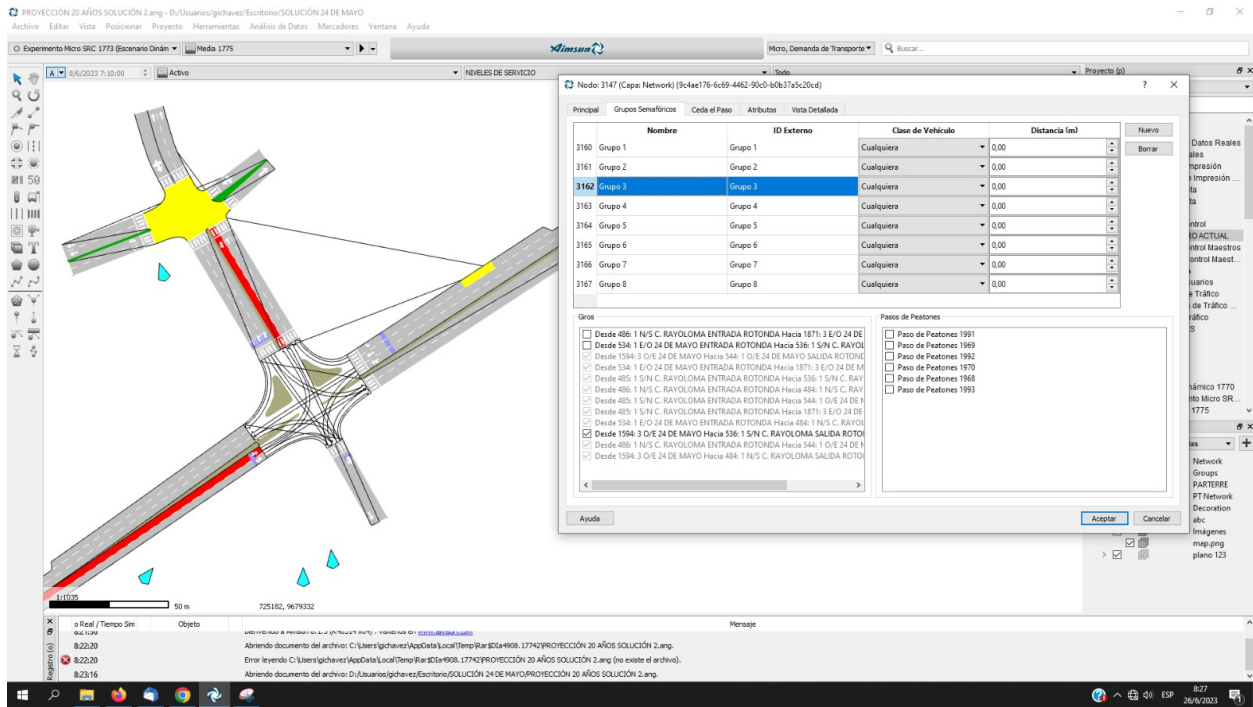 PROYECCIÓN 20 AÑOS SOLUCIÓN 2.ang - D:/Usuarios/gichavez/Escritorio/SOLUCIÓN 24 DE MAYO
Archivo Editar Vista Posicionar Proyecto Herramientas Análisis de Datos Marcadores Ventana Ayuda
Experimento Micro SRC 1773 (Escenario Dinám Media 1775 Aimsun Micro, Demanda de Transporte Buscar...
A 8/6/2023 7:10:00 Activo NIVELES DE SERVICIO Todo Proyecto (p)
Nodo: 3147 (Capa: Network) {9c4ae176-6c69-4462-90c0-b0b37a5c20cd} ? X
Principal Grupos Semafóricos Ceda el Paso Atributos Vista Detallada
Nombre ID Externo Clase de Vehículo Distancia (m) Nuevo
3160 Grupo 1 Grupo 1 Cualquiera 0,00 Borrar
3161 Grupo 2 Grupo 2 Cualquiera 0,00
3162 Grupo 3 Grupo 3 Cualquiera 0,00
3163 Grupo 4 Grupo 4 Cualquiera 0,00
3164 Grupo 5 Grupo 5 Cualquiera 0,00
3165 Grupo 6 Grupo 6 Cualquiera 0,00
3166 Grupo 7 Grupo 7 Cualquiera 0,00
3167 Grupo 8 Grupo 8 Cualquiera 0,00
Giros
Desde 486: 1 N/S C. RAYOLOMA ENTRADA ROTONDA Hacia 1871: 3 E/O 24 DE
Desde 534: 1 E/O 24 DE MAYO ENTRADA ROTONDA Hacia 536: 1 S/N C. RAYOL
Desde 1594: 3 O/E 24 DE MAYO Hacia 544: 1 O/E 24 DE MAYO SALIDA ROTOND
Desde 534: 1 E/O 24 DE MAYO ENTRADA ROTONDA Hacia 1871: 3 E/O 24 DE M
Desde 485: 1 S/N C. RAYOLOMA ENTRADA ROTONDA Hacia 536: 1 S/N C. RAY
Desde 486: 1 N/S C. RAYOLOMA ENTRADA ROTONDA Hacia 484: 1 N/S C. RAY
Desde 485: 1 S/N C. RAYOLOMA ENTRADA ROTONDA Hacia 544: 1 O/E 24 DE M
Desde 485: 1 S/N C. RAYOLOMA ENTRADA ROTONDA Hacia 1871: 3 E/O 24 DE
Desde 534: 1 E/O 24 DE MAYO ENTRADA ROTONDA Hacia 484: 1 N/S C. RAYOL
Desde 1594: 3 O/E 24 DE MAYO Hacia 536: 1 S/N C. RAYOLOMA SALIDA ROTO
Desde 486: 1 N/S C. RAYOLOMA ENTRADA ROTONDA Hacia 544: 1 O/E 24 DE M
Desde 1594: 3 O/E 24 DE MAYO Hacia 484: 1 N/S C. RAYOLOMA SALIDA ROTO
Pasos de Peatones
Paso de Peatones 1991
Paso de Peatones 1969
Paso de Peatones 1992
Paso de Peatones 1970
Paso de Peatones 1968
Paso de Peatones 1993
Ayuda Aceptar Cancelar
Datos Reales
ales
mpresión
e Impresión ...
ta
ta
ntrol
IO ACTUAL
ntrol Maestros
ontrol Maest...
uarios
e Tráfico
de Tráfico ...
ráfico
S
námico 1770
nto Micro SR...
1775
Network
Groups
PARTERRE
PT Network
Decoration
abc
Imágenes
map.png
plano 123
1:1035
50 m
725182, 9679332
Registro (o)
o Real / Tiempo Sim Objeto Mensaje
8:22:20 Abriendo documento del archivo: C:\Users\gichavez\AppData\Local\Temp\Rar$DIa4908.17742\PROYECCIÓN 20 AÑOS SOLUCIÓN 2.ang.
8:22:20 Error leyendo C:\Users\gichavez\AppData\Local\Temp\Rar$DIa4908.17742\PROYECCIÓN 20 AÑOS SOLUCIÓN 2.ang (no existe el archivo).
8:23:16 Abriendo documento del archivo: D:/Usuarios/gichavez/Escritorio/SOLUCIÓN 24 DE MAYO/PROYECCIÓN 20 AÑOS SOLUCIÓN 2.ang.
ESP
8:27
26/6/2023